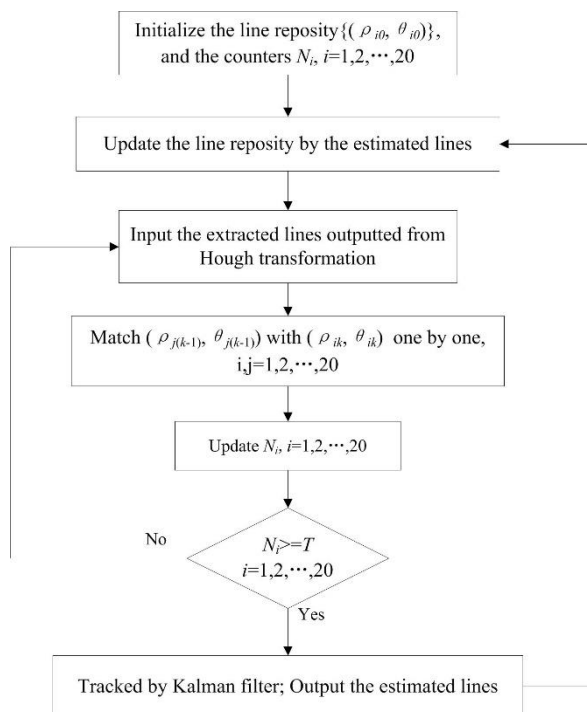 Initialize the line reposity{( ρ i0, θ i0)},
and the counters Ni, i=1,2,⋯,20
Update the line reposity by the estimated lines
Input the extracted lines outputted from
Hough transformation
Match ( ρ j(k-1), θ j(k-1)) with ( ρ ik, θ ik) one by one,
i,j=1,2,⋯,20
Update Ni, i=1,2,⋯,20
No
Ni>=T
i=1,2,⋯,20
Yes
Tracked by Kalman filter; Output the estimated lines